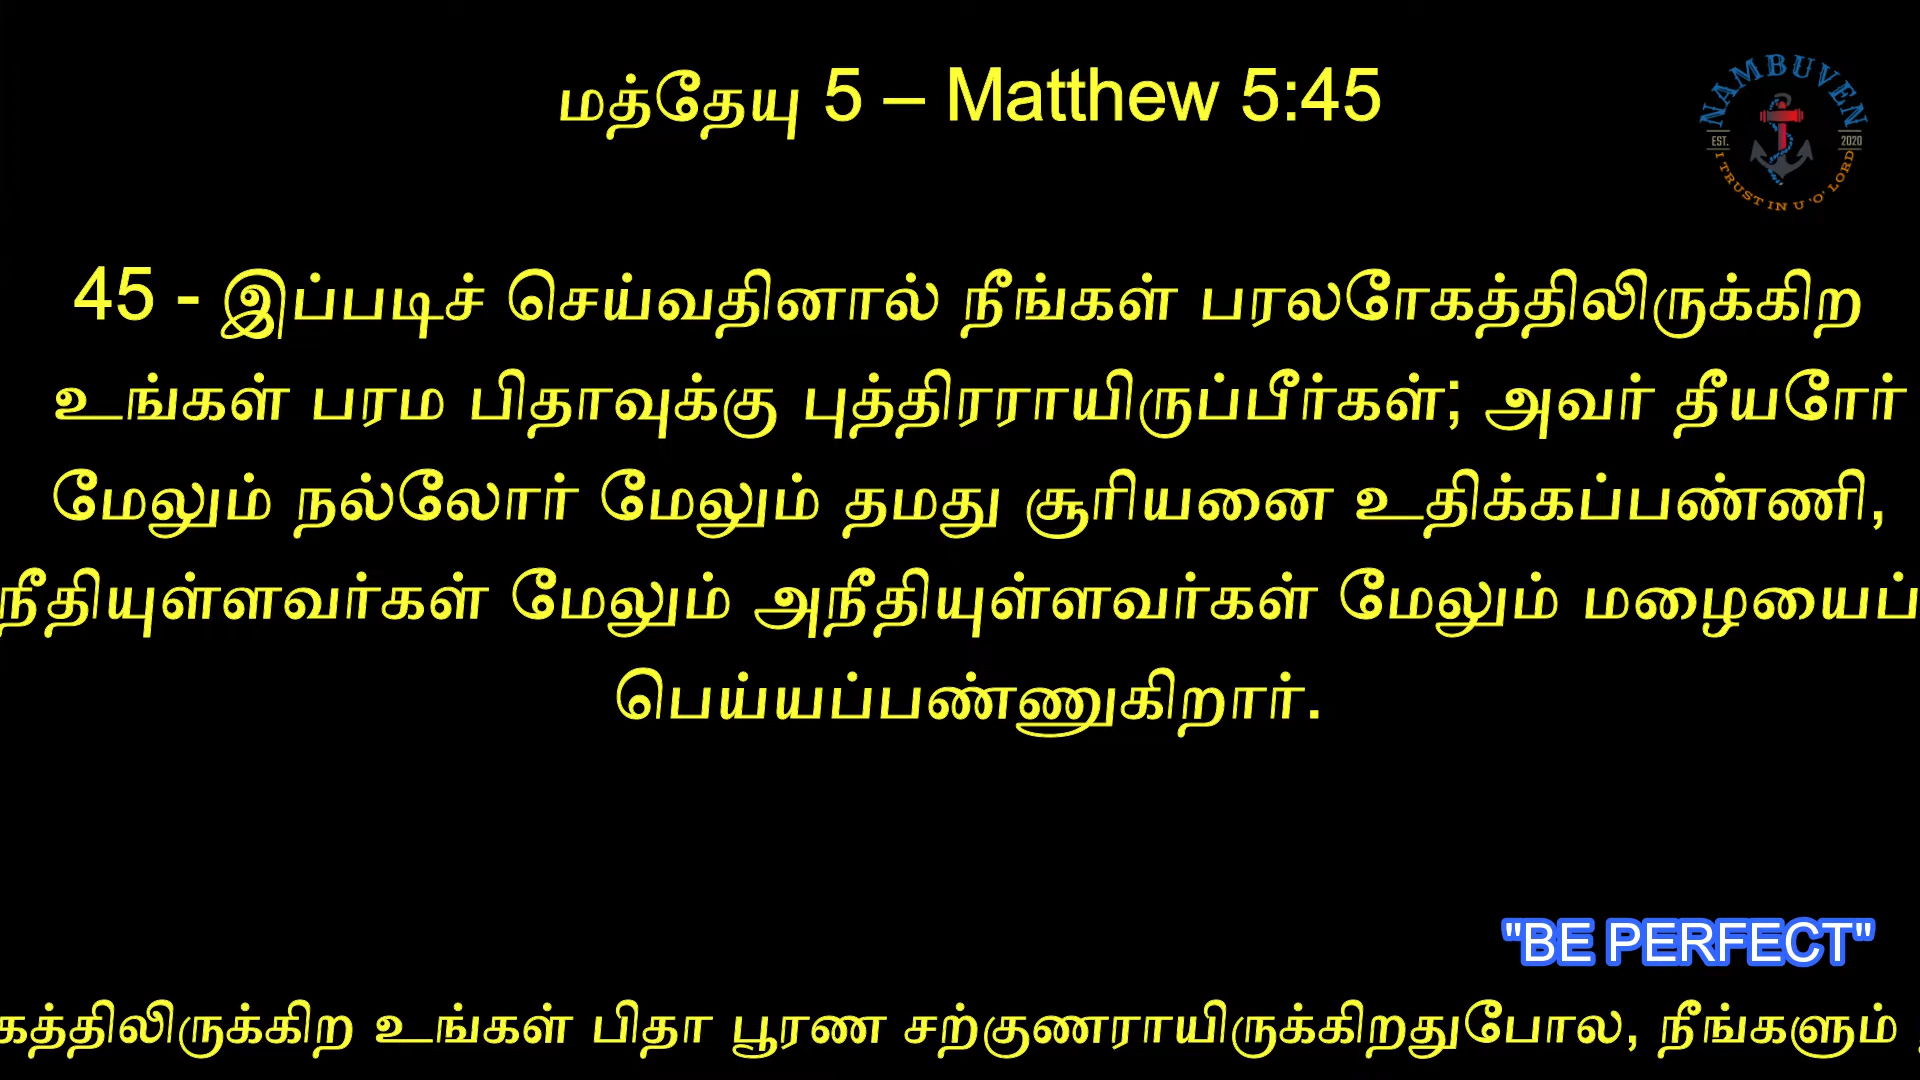 மத்தேயு 5 – Matthew 5:45
NAMBUVEN
EST. 2020
I TRUST IN U 'O' LORD
45 - இப்படிச் செய்வதினால் நீங்கள் பரலரோகத்திலிருக்கிற
உங்கள் பரம பிதாவுக்கு புத்திரராயிருப்பீர்கள்; அவர் தீயரோர்
மேலும் நல்லோர் மேலும் தமது சூரியனை உதிக்கப்பண்ணி,
நீதியுள்ளவர்கள் மேலும் அநீதியுள்ளவர்கள் மேலும் மழையைப்
பெய்யப்பண்ணுகிறார்.
"BE PERFECT"
கத்திலிருக்கிற உங்கள் பிதா பூரண சற்குணராயிருக்கிறதுபோல, நீங்களும்